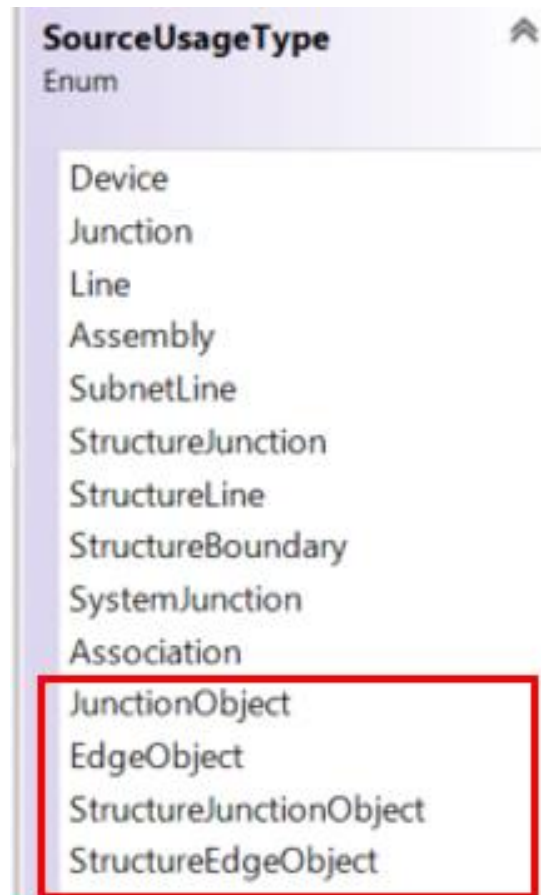 SourceUsageType
Enum
Device
Junction
Line
Assembly
SubnetLine
StructureJunction
StructureLine
StructureBoundary
SystemJunction
Association
JunctionObject
EdgeObject
StructureJunctionObject
StructureEdgeObject